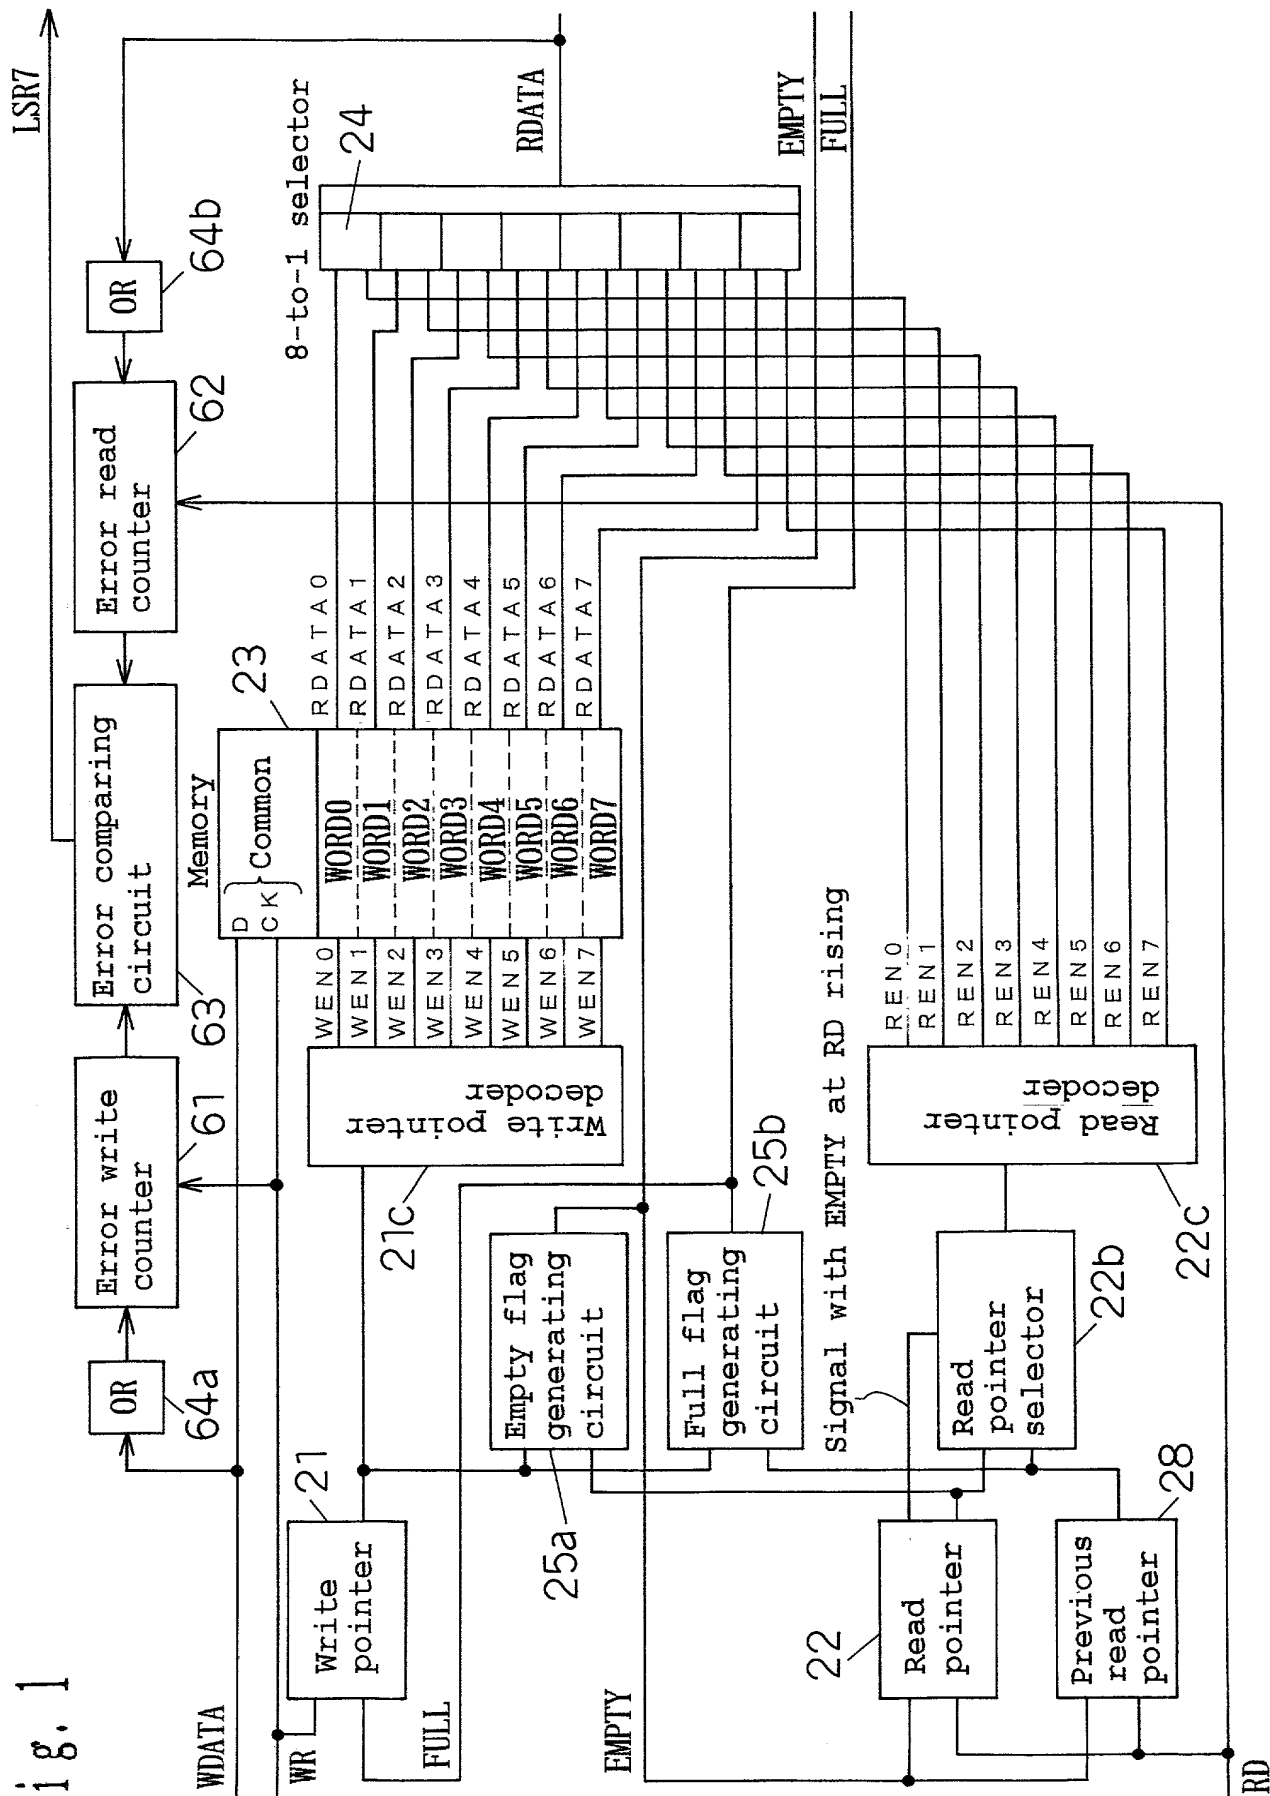 ig. 1
LSR7
OR
64a
Error write
counter
61
Error comparing
circuit
63
Error read
counter
62
OR
64b
WDATA
WR
FULL
Write
pointer
21
Write pointer
decoder
21c
WEN0
WEN1
WEN2
WEN3
WEN4
WEN5
WEN6
WEN7
Memory
D
CK
Common
23
WORD0
WORD1
WORD2
WORD3
WORD4
WORD5
WORD6
WORD7
RDATA0
RDATA1
RDATA2
RDATA3
RDATA4
RDATA5
RDATA6
RDATA7
8-to-1 selector
24
RDATA
EMPTY
FULL
EMPTY
Empty flag
generating
circuit
25a
Full flag
generating
circuit
25b
Signal with EMPTY at RD rising
Read
pointer
22
Previous
read
pointer
28
Read
pointer
selector
22b
Read pointer
decoder
22c
REN0
REN1
REN2
REN3
REN4
REN5
REN6
REN7
RD